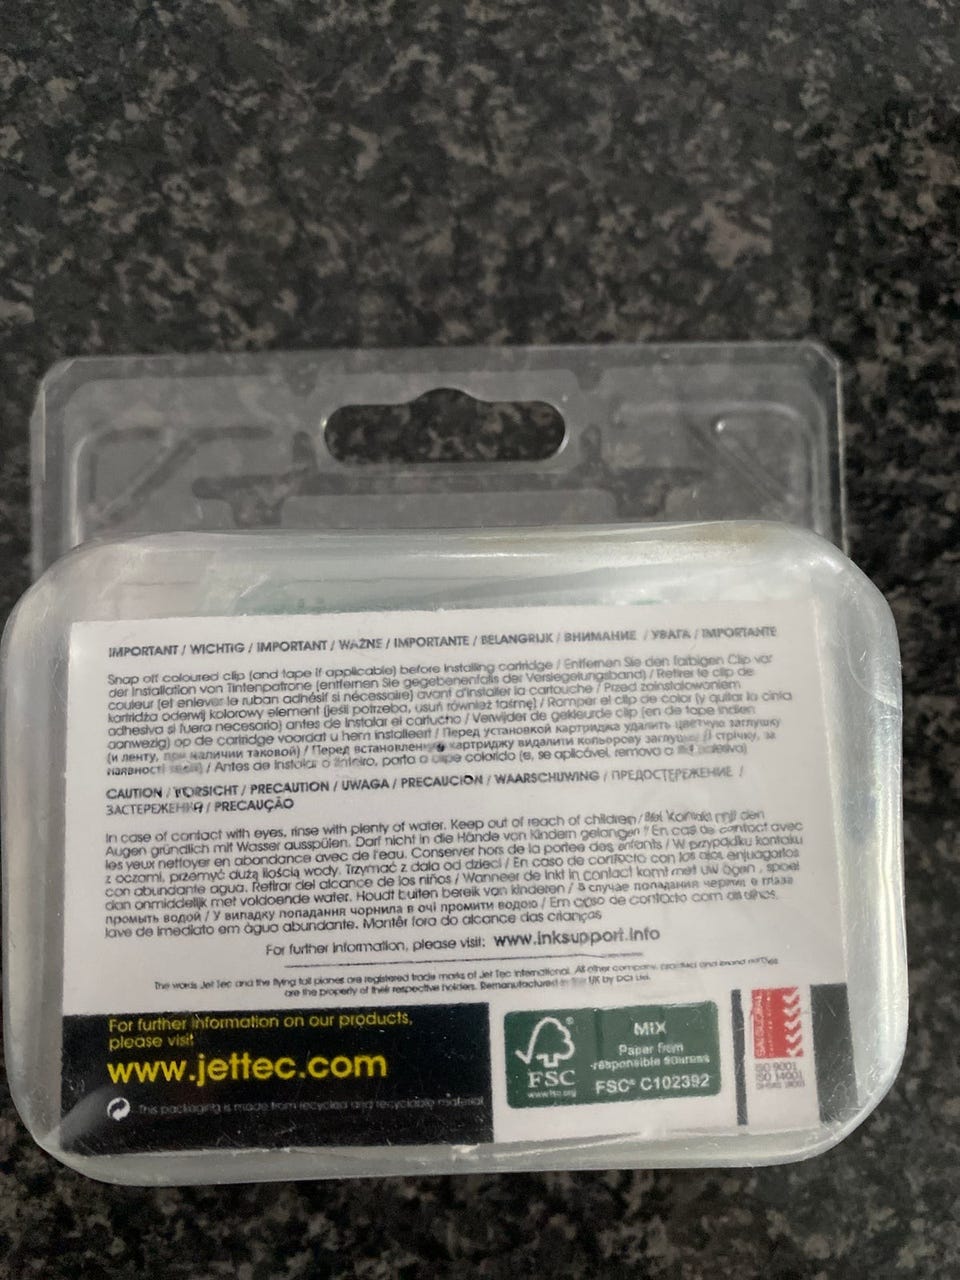 IMPORTANT / WICHTIG / IMPORTANT / WAŻNE / IMPORTANTE / BELANGRIJK / ВНИМАНИЕ / УВАГА / IMPORTANTE
Snap off coloured clip (and tape if applicable) before installing cartridge / Entfernen Sie den farbigen Clip vor
der Installation von Tintenpatrone (entfernen Sie gegebenenfalls der Versiegelungsband) / Retirer le clip de
couleur (et enlever le ruban adhésif si nécessaire) avant d'installer la cartouche / Przed zainstalowaniem
kartridża oderwij kolorowy element (jeśli potrzeba, usuń również taśmę) / Romper el clip de color (y quitar la cinta
adhesiva si fuera necesario) antes de instalar el cartucho / Verwijder de gekleurde clip (en de tape indien
aanwezig) op de cartridge voordat u hem installeert / Перед установкой картриджа удалить цветную заглушку
(и ленту, при наличии таковой) / Перед встановленням картриджу видалити кольорову заглушку (і стрічку, за
наявності) / Antes de instalar o tinteiro, parta o clipe colorido (e, se aplicável, remova a adesiva)
CAUTION / VORSICHT / PRECAUTION / UWAGA / PRECAUCION / WAARSCHUWING / ПРЕДОСТЕРЕЖЕНИЕ /
ЗАСТЕРЕЖЕННЯ / PRECAUÇÃO
In case of contact with eyes, rinse with plenty of water. Keep out of reach of children / Bei Kontakt mit den
Augen gründlich mit Wasser ausspülen. Darf nicht in die Hände von Kindern gelangen / En cas de contact avec
les yeux nettoyer en abondance avec de l'eau. Conserver hors de la portee des enfants / W przypadku kontaktu
z oczami, przemyć dużą ilością wody. Trzymać z dala od dzieci / En caso de contacto con los ojos enjuagarlos
con abundante agua. Retirar del alcance de los niños / Wanneer de inkt in contact komt met uw ogen, spoel
dan onmiddellijk met voldoende water. Houdt buiten bereik van kinderen / В случае попадания чернил в глаза
промыть водой / У випадку попадання чорнила в очі промити водою / Em caso de contacto com os olhos,
lave de imediato em água abundante. Mantêr fora do alcance das crianças
For further information, please visit: www.inksupport.info
The words Jet Tec and the flying foil planes are registered trade marks of Jet Tec International. All other company, product and brand names
are the property of their respective holders. Remanufactured in the UK by DCI Ltd.
For further information on our products,
please visit
www.jettec.com
This packaging is made from recycled and recyclable material
FSC
www.fsc.org
MIX
Paper from
responsible sources
FSC® C102392
ISO 9001
ISO 14001